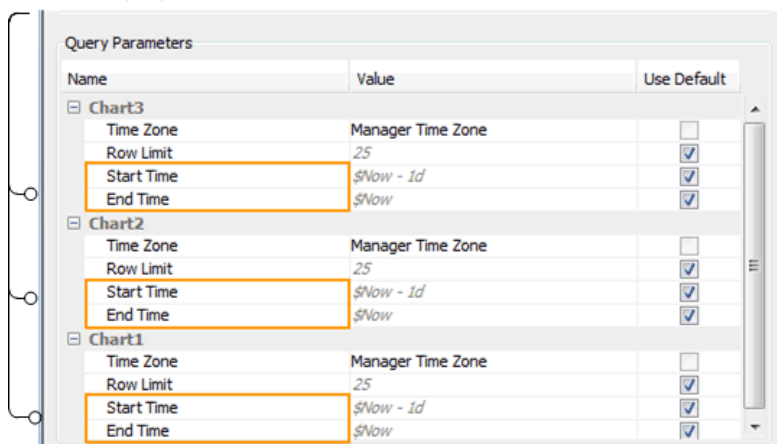 Query Parameters
Name Value Use Default
Chart3
Time Zone Manager Time Zone
Row Limit 25
Start Time $Now - 1d
End Time $Now
Chart2
Time Zone Manager Time Zone
Row Limit 25
Start Time $Now - 1d
End Time $Now
Chart1
Time Zone Manager Time Zone
Row Limit 25
Start Time $Now - 1d
End Time $Now